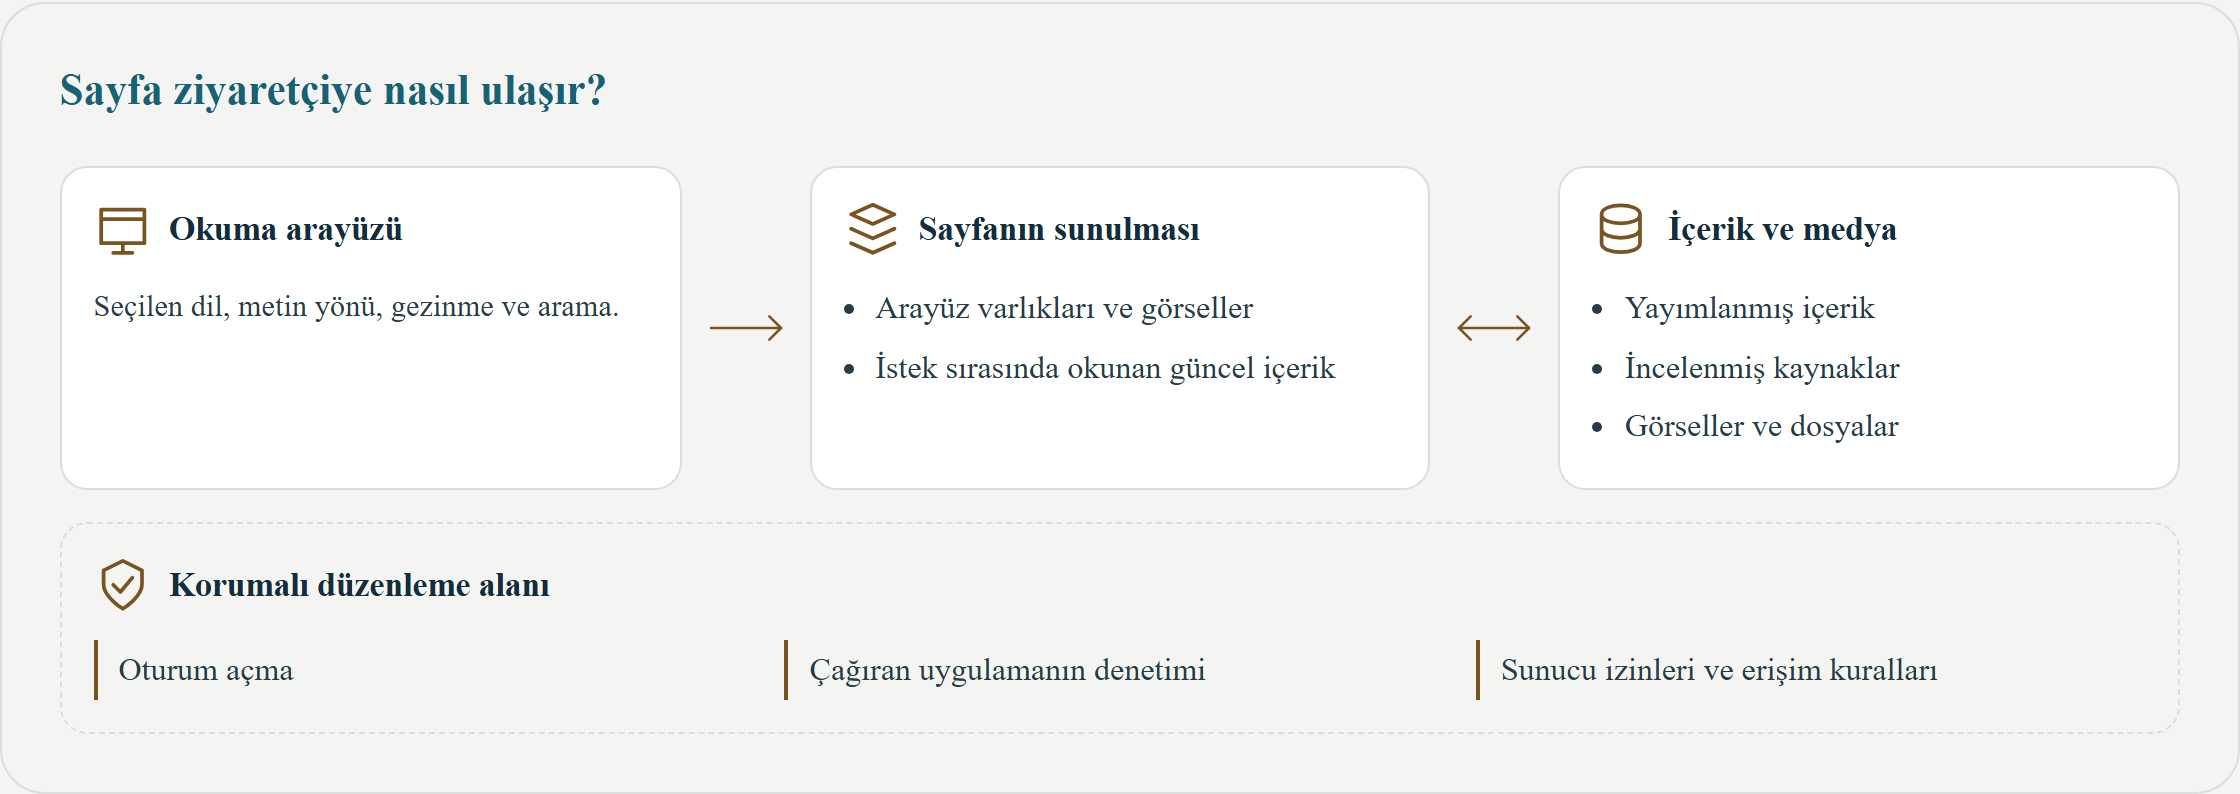 Sayfa ziyaretçiye nasıl ulaşır?
Okuma arayüzü
Seçilen dil, metin yönü, gezinme ve arama.
Sayfanın sunulması
Arayüz varlıkları ve görseller
İstek sırasında okunan güncel içerik
İçerik ve medya
Yayımlanmış içerik
İncelenmiş kaynaklar
Görseller ve dosyalar
Korumalı düzenleme alanı
Oturum açma
Çağıran uygulamanın denetimi
Sunucu izinleri ve erişim kuralları